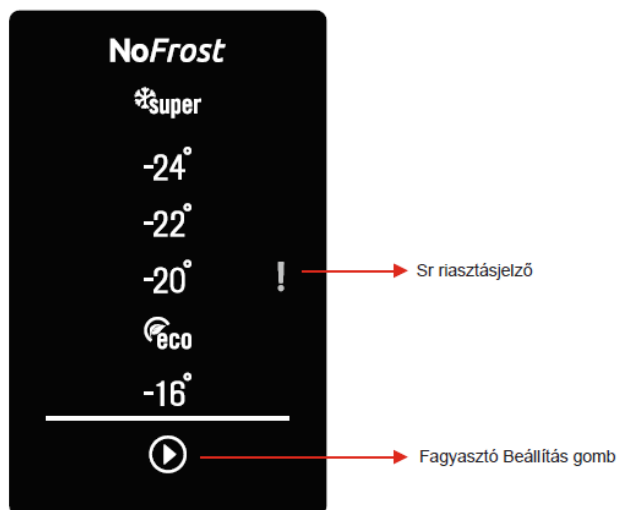 NoFrost
super
-24°
-22°
-20° ! Sr riasztásjelző
eco
-16°
Fagyasztó Beállítás gomb